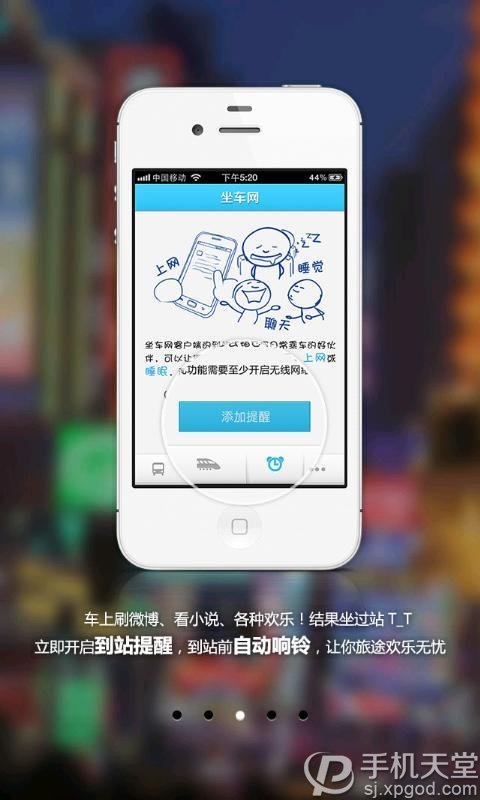 中国移动
下午5:20
44%
坐车网
上网
zzZZ
睡觉
聊天
坐车网客户端的到
常乘车的好伙
伴，可以让
上网或
睡眠，
功能需要至少开启无线网络
添加提醒
车上刷微博、看小说、各种欢乐！结果坐过站 T_T
立即开启到站提醒，到站前自动响铃，让你旅途欢乐无忧
手机天堂
sj.xpgod.com